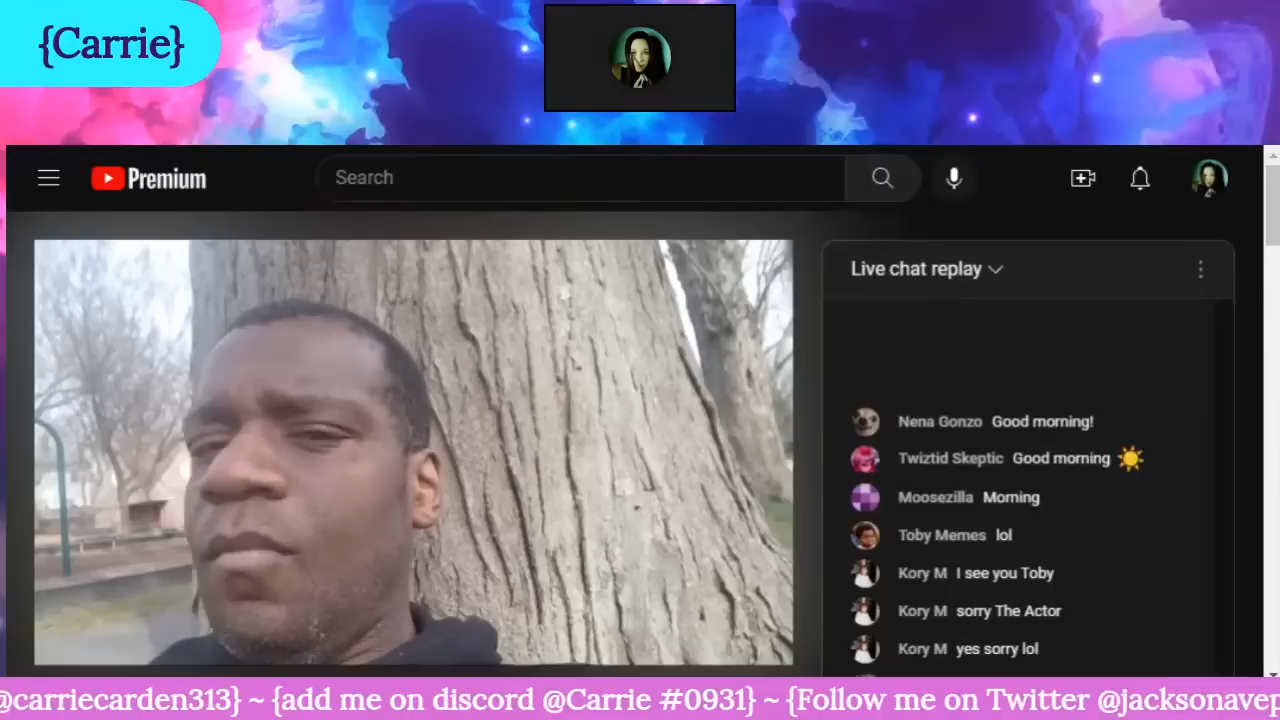 {Carrie}
Premium
Search
Live chat replay
Nena Gonzo Good morning!
Twiztid Skeptic Good morning ☀️
Moosezilla Morning
Toby Memes lol
Kory M I see you Toby
Kory M sorry The Actor
Kory M yes sorry lol
@carriecarden313} ~ {add me on discord @Carrie #0931} ~ {Follow me on Twitter @jacksonavep